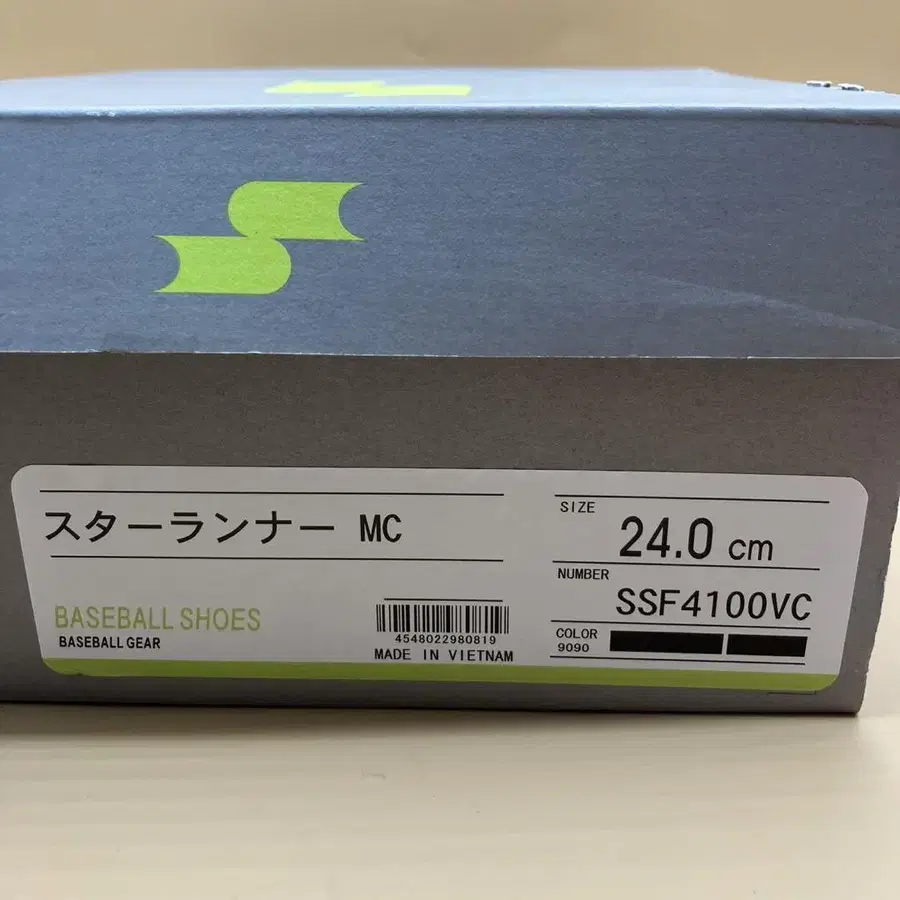 スターランナー MC
BASEBALL SHOES
BASEBALL GEAR
4548022980819
MADE IN VIETNAM
SIZE
24.0 cm
NUMBER
SSF4100VC
COLOR
9090